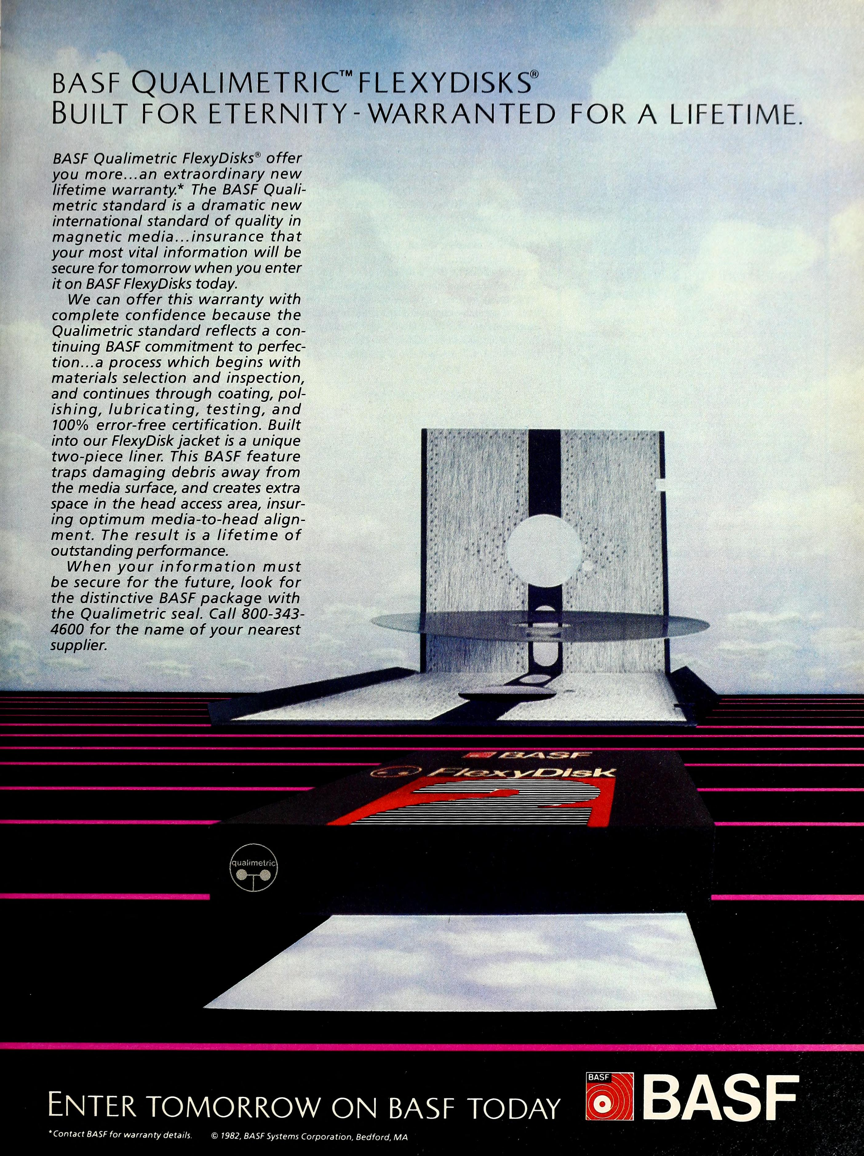 BASF QUALIMETRIC™ FLEXYDISKS®
BUILT FOR ETERNITY - WARRANTED FOR A LIFETIME.
BASF Qualimetric FlexyDisks® offer
you more...an extraordinary new
lifetime warranty.* The BASF Quali-
metric standard is a dramatic new
international standard of quality in
magnetic media...insurance that
your most vital information will be
secure for tomorrow when you enter
it on BASF FlexyDisks today.
We can offer this warranty with
complete confidence because the
Qualimetric standard reflects a con-
tinuing BASF commitment to perfec-
tion...a process which begins with
materials selection and inspection,
and continues through coating, pol-
ishing, lubricating, testing, and
100% error-free certification. Built
into our FlexyDisk jacket is a unique
two-piece liner. This BASF feature
traps damaging debris away from
the media surface, and creates extra
space in the head access area, insur-
ing optimum media-to-head align-
ment. The result is a lifetime of
outstanding performance.
When your information must
be secure for the future, look for
the distinctive BASF package with
the Qualimetric seal. Call 800-343-
4600 for the name of your nearest
supplier.
BASF
FlexyDisk
qualimetric
ENTER TOMORROW ON BASF TODAY
BASF
BASF
*Contact BASF for warranty details. © 1982, BASF Systems Corporation, Bedford, MA